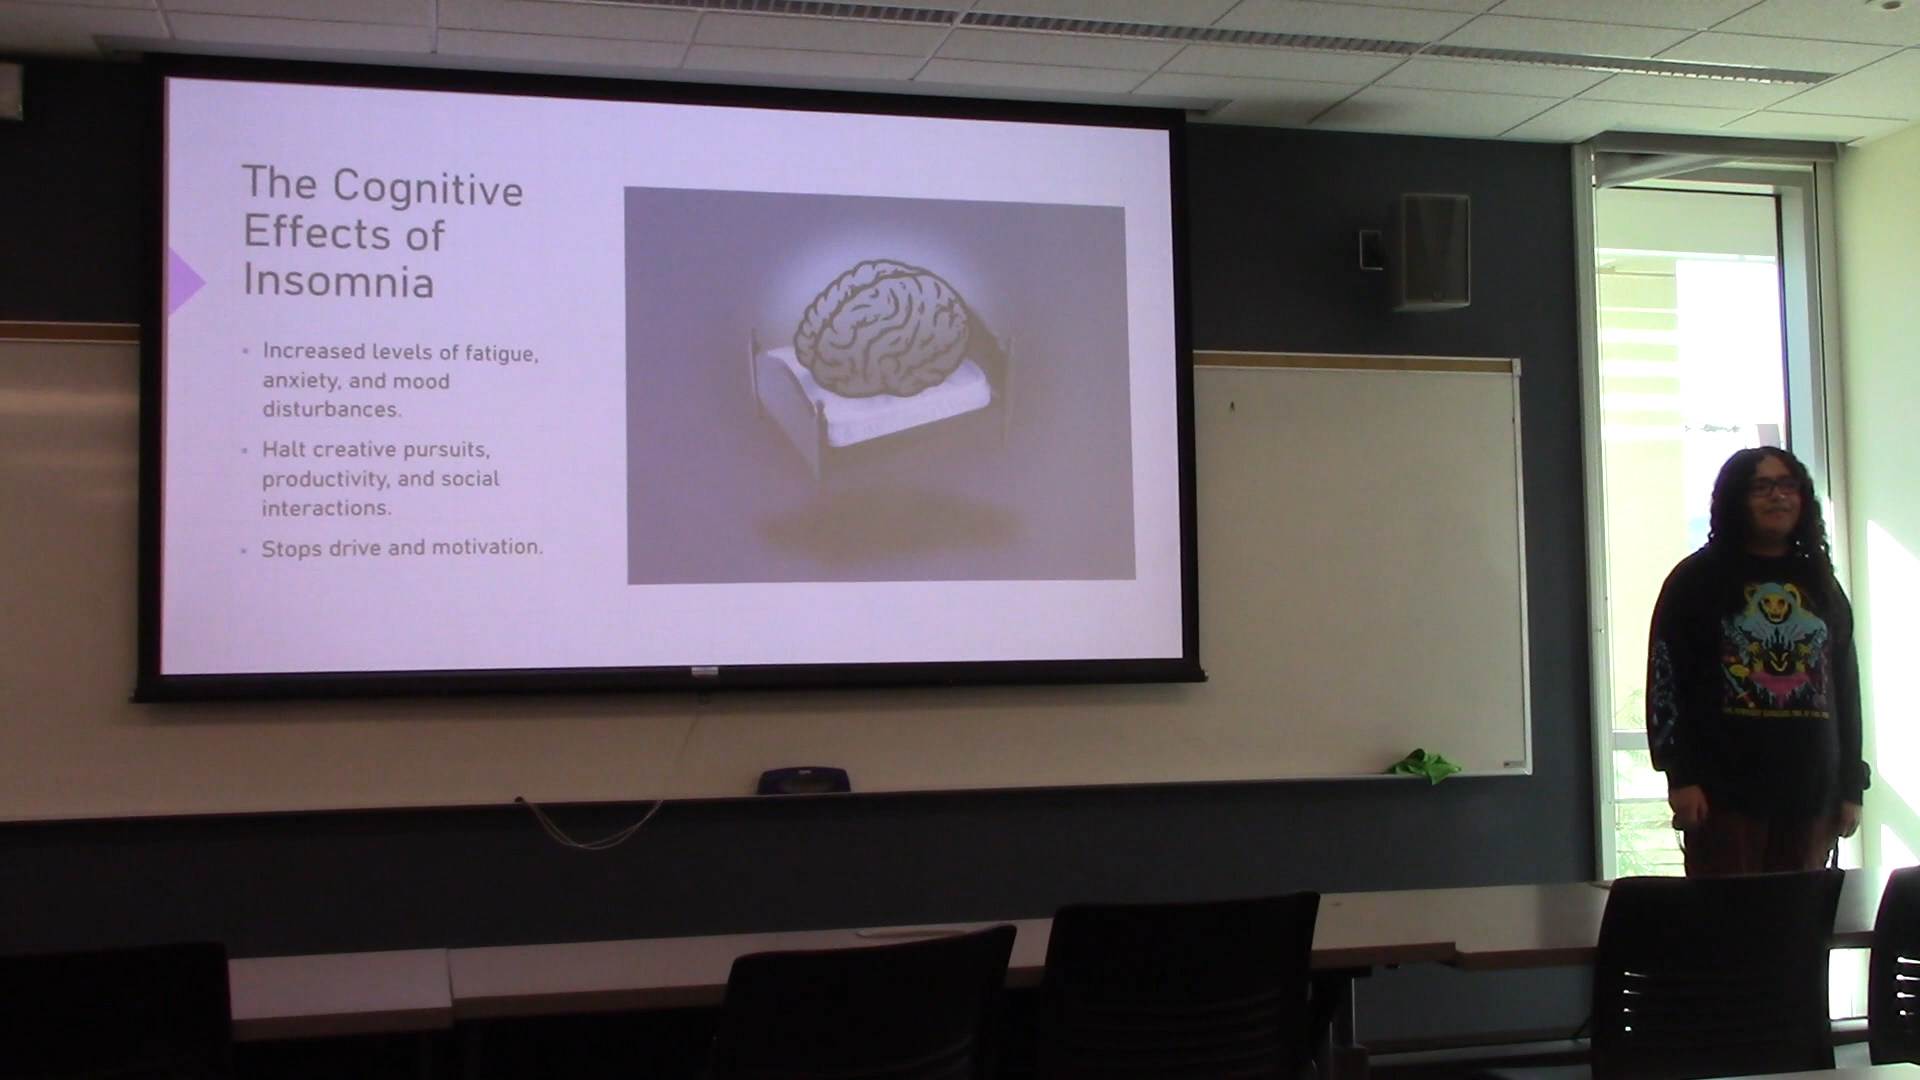 The Cognitive
Effects of
Insomnia
Increased levels of fatigue,
anxiety, and mood
disturbances.
Halt creative pursuits,
productivity, and social
interactions.
Stops drive and motivation.